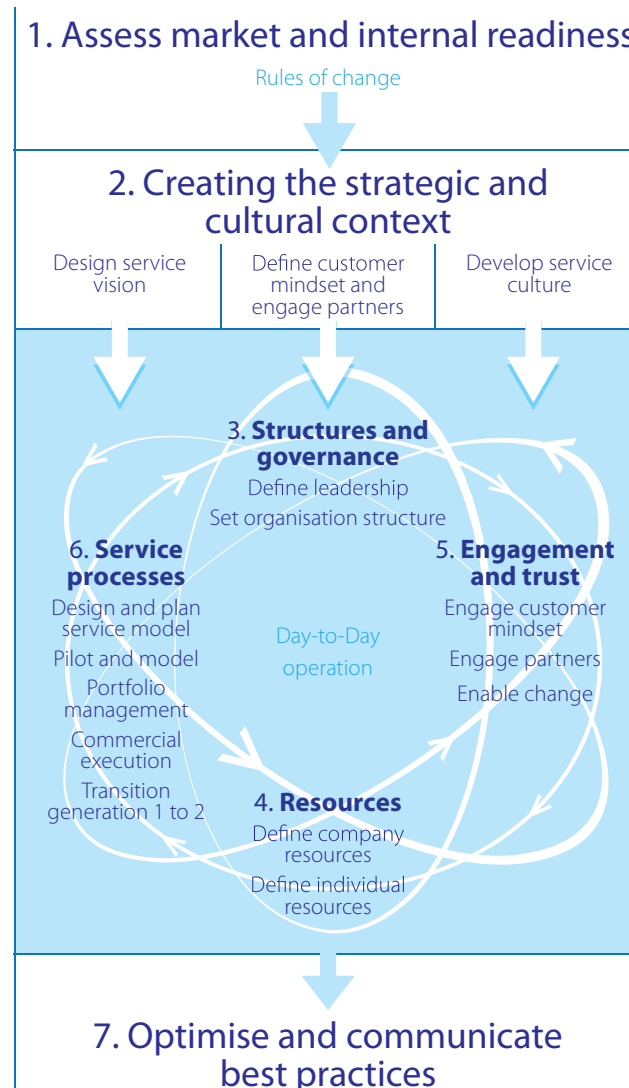 1. Assess market and internal readiness
Rules of change
2. Creating the strategic and
cultural context
Design service
vision
Define customer
mindset and
engage partners
Develop service
culture
3. Structures and
governance
Define leadership
Set organisation structure
6. Service
processes
Design and plan
service model
Pilot and model
Portfolio
management
Commercial
execution
Transition
generation 1 to 2
Day-to-Day
operation
5. Engagement
and trust
Engage customer
mindset
Engage partners
Enable change
4. Resources
Define company
resources
Define individual
resources
7. Optimise and communicate
best practices